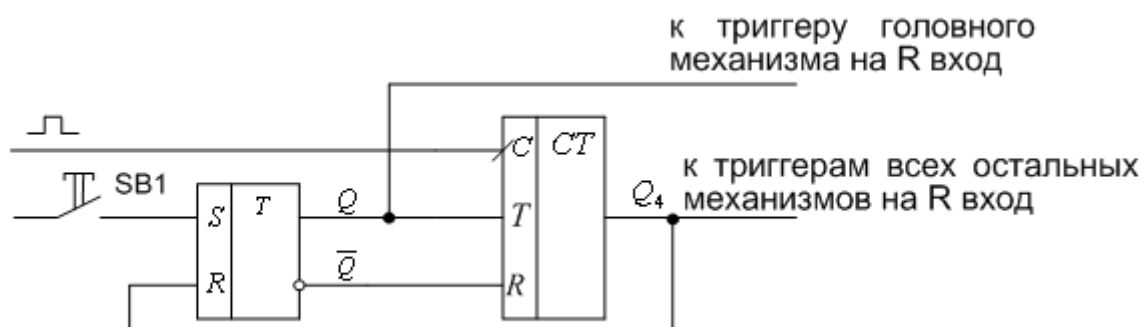 к триггеру головного
механизма на R вход
C CT
SB1
к триггерам всех остальных
механизмов на R вход
S T Q T Q₄
R Q̅ R